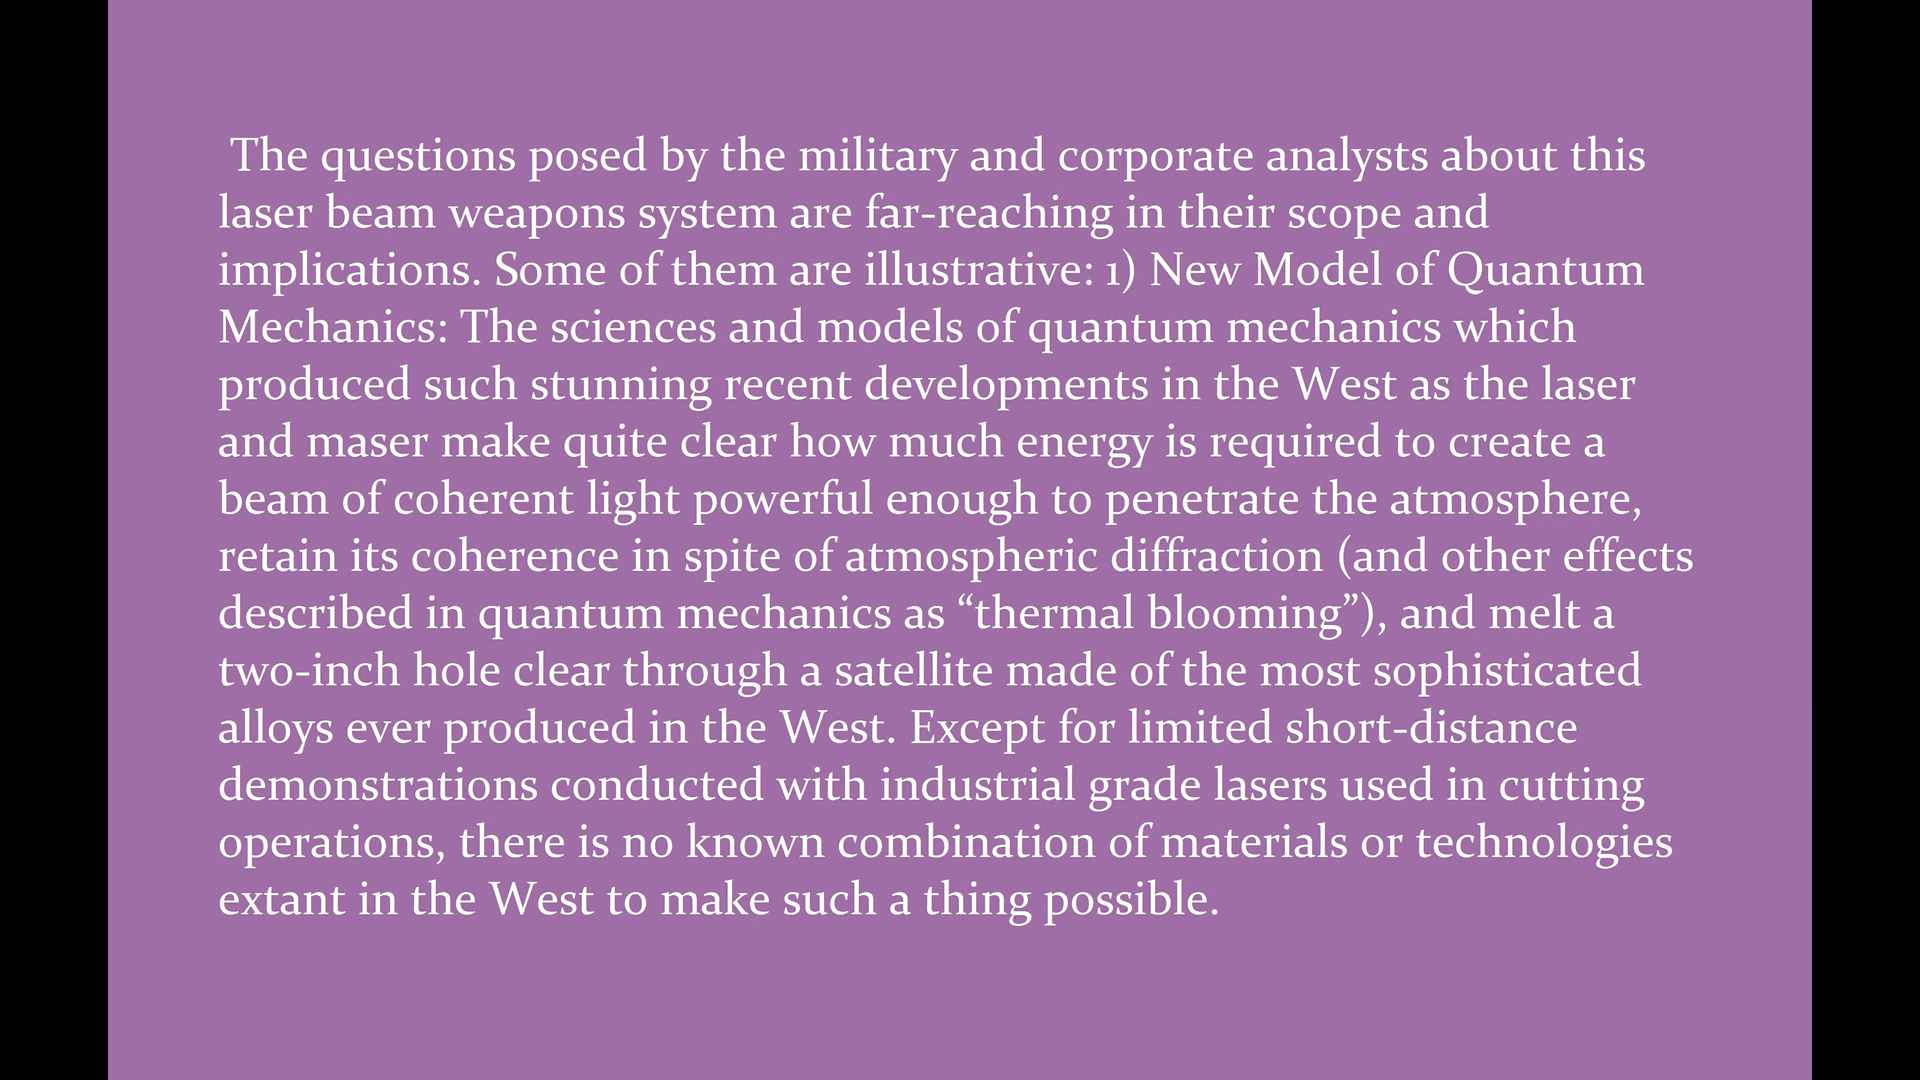 The questions posed by the military and corporate analysts about this
laser beam weapons system are far-reaching in their scope and
implications. Some of them are illustrative: 1) New Model of Quantum
Mechanics: The sciences and models of quantum mechanics which
produced such stunning recent developments in the West as the laser
and maser make quite clear how much energy is required to create a
beam of coherent light powerful enough to penetrate the atmosphere,
retain its coherence in spite of atmospheric diffraction (and other effects
described in quantum mechanics as “thermal blooming”), and melt a
two-inch hole clear through a satellite made of the most sophisticated
alloys ever produced in the West. Except for limited short-distance
demonstrations conducted with industrial grade lasers used in cutting
operations, there is no known combination of materials or technologies
extant in the West to make such a thing possible.